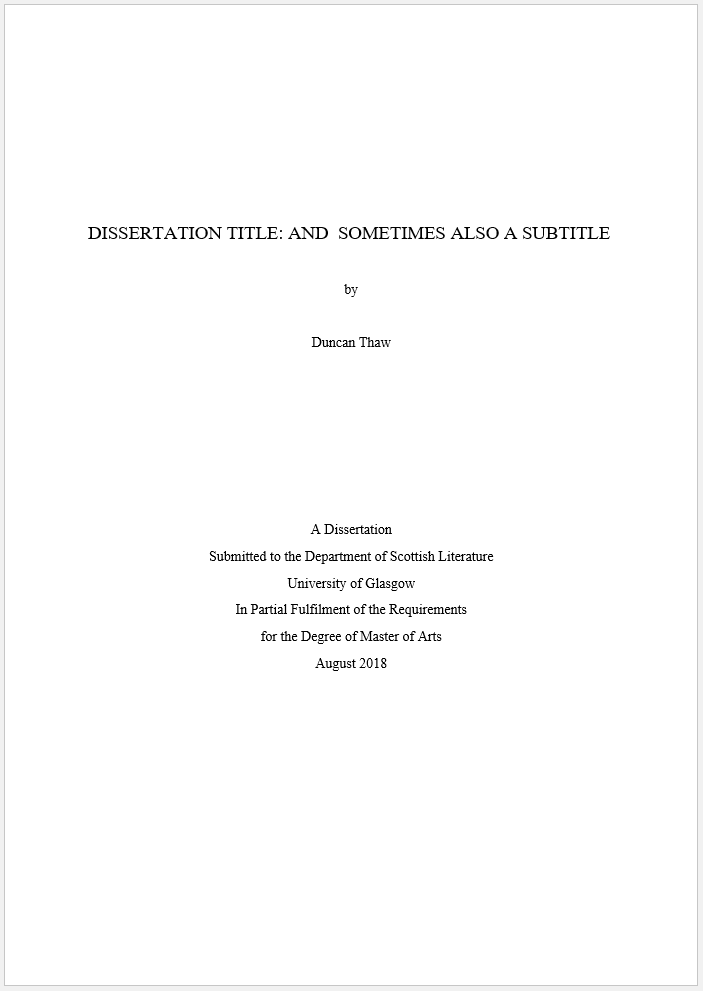 DISSERTATION TITLE: AND  SOMETIMES ALSO A SUBTITLE
by
Duncan Thaw
A Dissertation
Submitted to the Department of Scottish Literature
University of Glasgow
In Partial Fulfilment of the Requirements
for the Degree of Master of Arts
August 2018